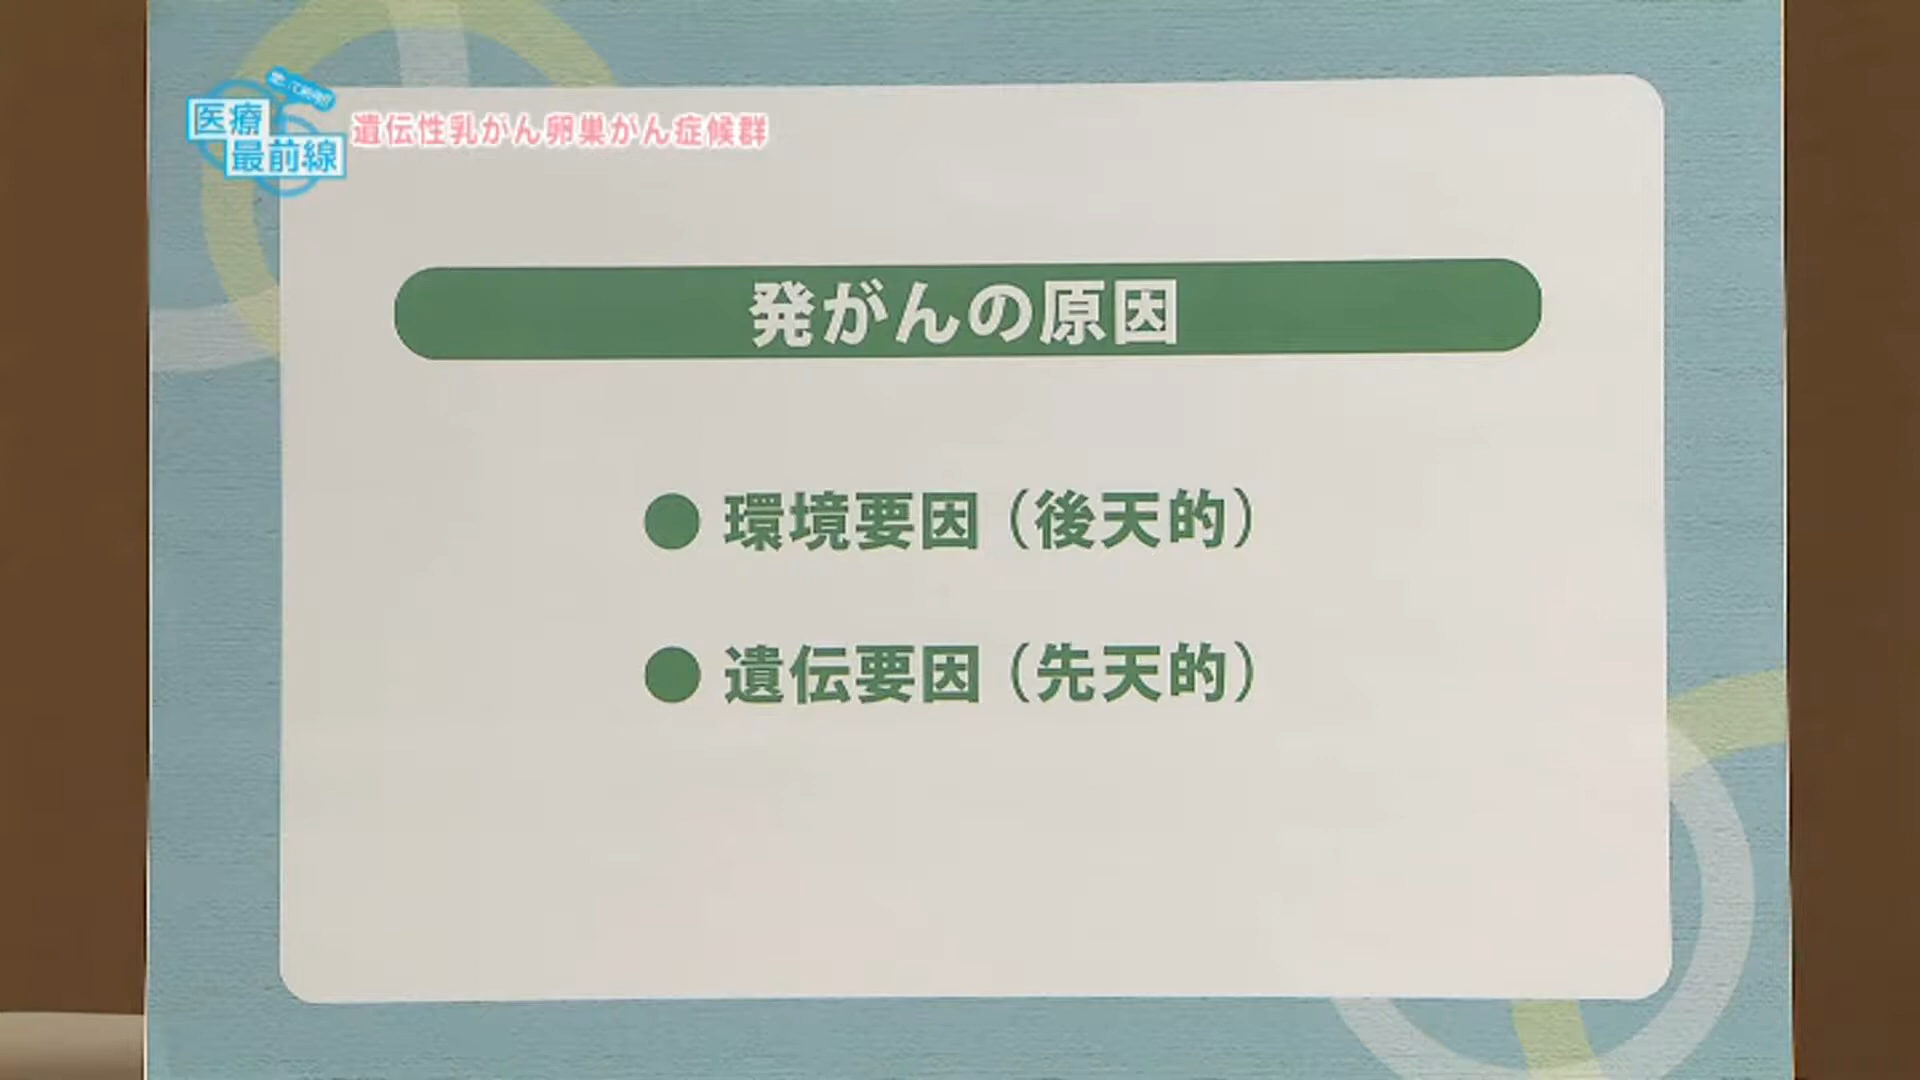 医療
最前線
遺伝性乳がん卵巣がん症候群
発がんの原因
● 環境要因（後天的）
● 遺伝要因（先天的）